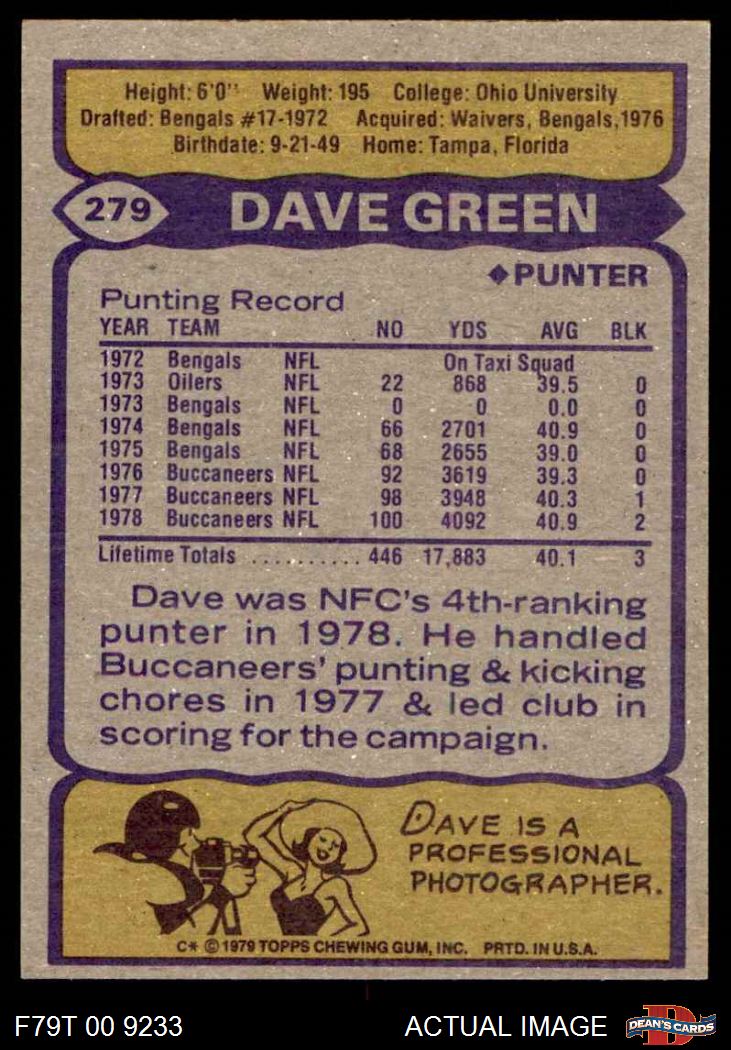 Height: 6'0" Weight: 195 College: Ohio University
Drafted: Bengals #17-1972 Acquired: Waivers, Bengals, 1976
Birthdate: 9-21-49 Home: Tampa, Florida
279 DAVE GREEN
◆PUNTER
Punting Record
YEAR TEAM NO YDS AVG BLK
1972 Bengals NFL On Taxi Squad
1973 Oilers NFL 22 868 39.5 0
1973 Bengals NFL 0 0 0.0 0
1974 Bengals NFL 66 2701 40.9 0
1975 Bengals NFL 68 2655 39.0 0
1976 Buccaneers NFL 92 3619 39.3 0
1977 Buccaneers NFL 98 3948 40.3 1
1978 Buccaneers NFL 100 4092 40.9 2
Lifetime Totals .......... 446 17,883 40.1 3
Dave was NFC's 4th-ranking
punter in 1978. He handled
Buccaneers' punting & kicking
chores in 1977 & led club in
scoring for the campaign.
DAVE IS A
PROFESSIONAL
PHOTOGRAPHER.
C* © 1979 TOPPS CHEWING GUM, INC. PRTD. IN U.S.A.
F79T 00 9233 ACTUAL IMAGE D DEAN'S CARDS